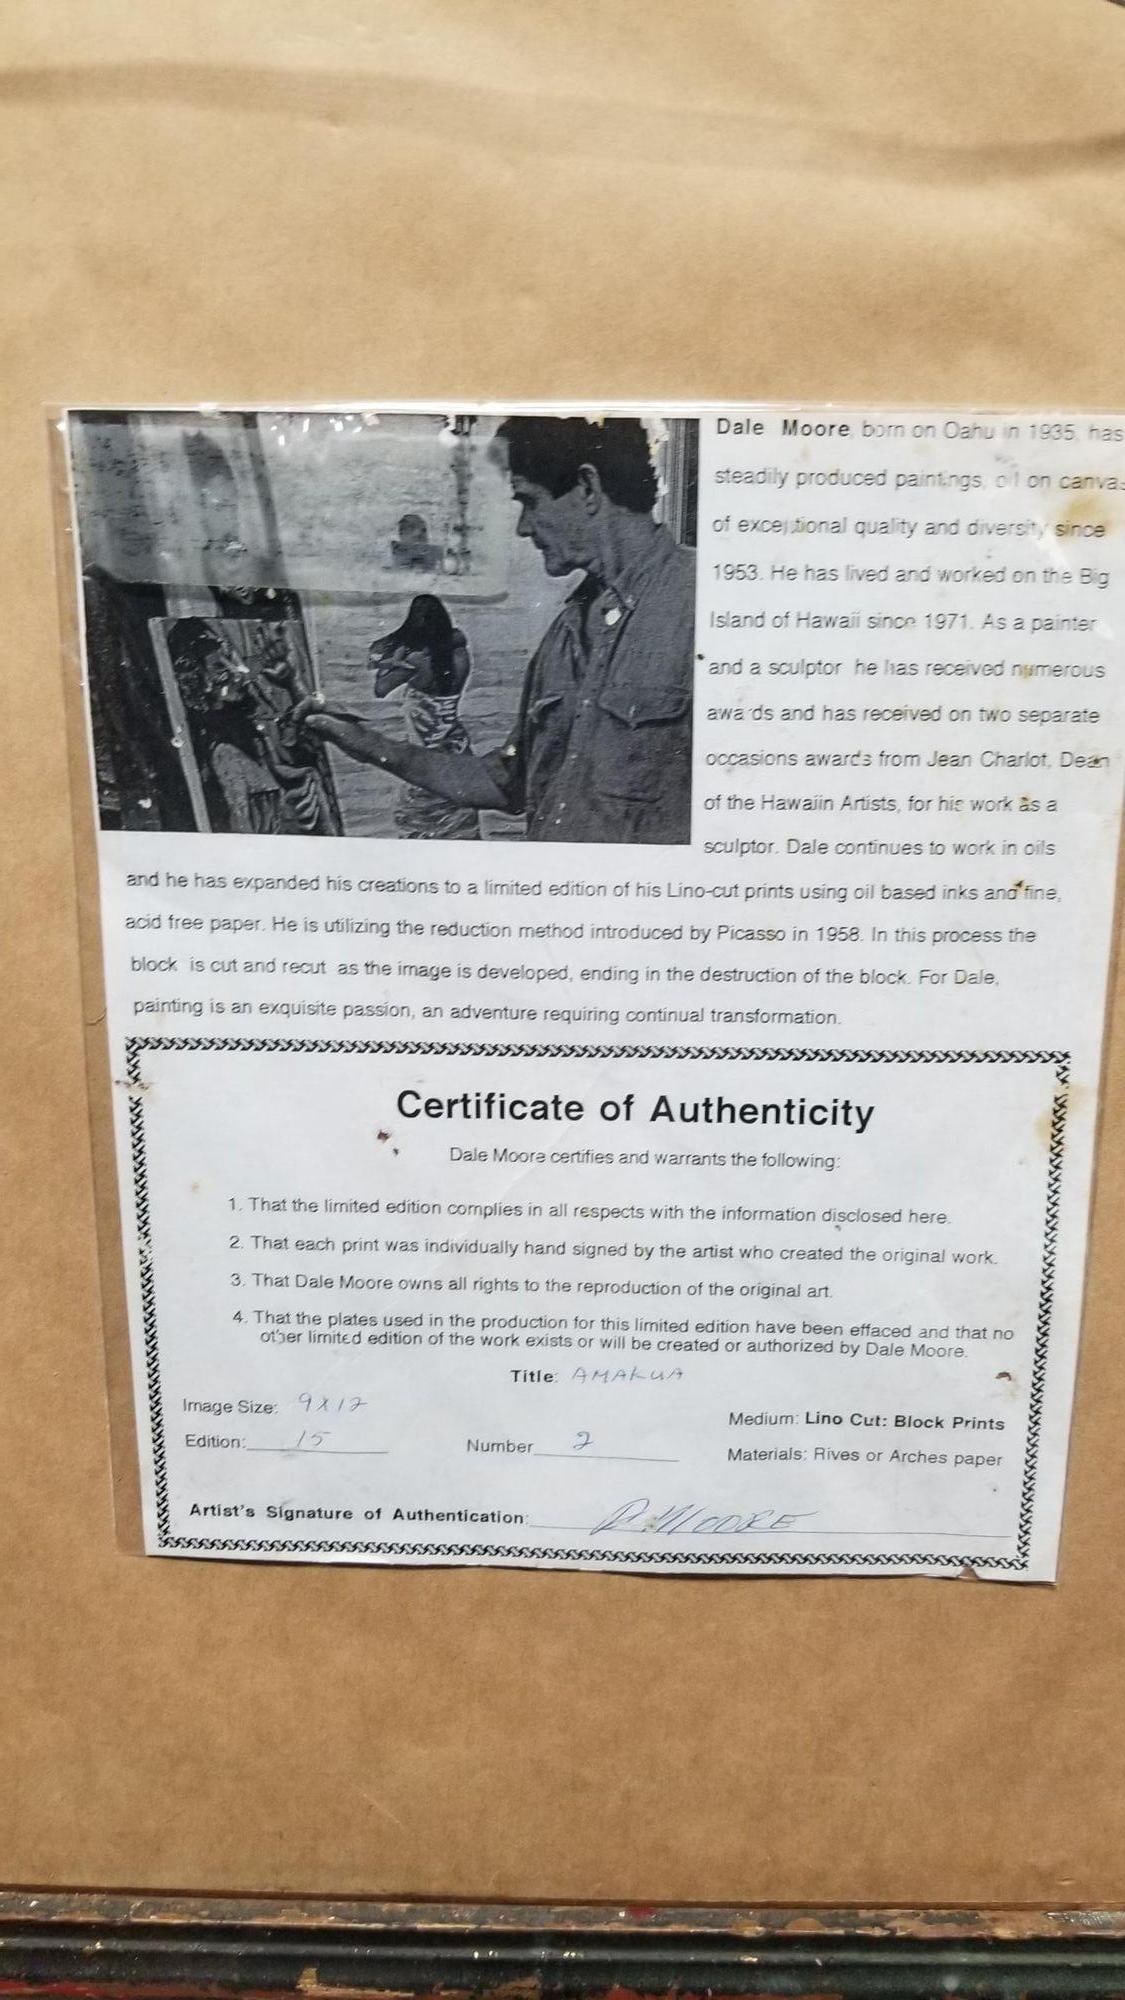 Dale Moore, born on Oahu in 1935, has
steadily produced paintings, oil on canvas
of exceptional quality and diversity since
1953. He has lived and worked on the Big
Island of Hawaii since 1971. As a painter
and a sculptor he has received numerous
awards and has received on two separate
occasions awards from Jean Charlot, Dean
of the Hawaiin Artists, for his work as a
sculptor. Dale continues to work in oils
and he has expanded his creations to a limited edition of his Lino-cut prints using oil based inks and fine,
acid free paper. He is utilizing the reduction method introduced by Picasso in 1958. In this process the
block is cut and recut as the image is developed, ending in the destruction of the block. For Dale,
painting is an exquisite passion, an adventure requiring continual transformation.
Certificate of Authenticity
Dale Moore certifies and warrants the following:
1. That the limited edition complies in all respects with the information disclosed here.
2. That each print was individually hand signed by the artist who created the original work.
3. That Dale Moore owns all rights to the reproduction of the original art.
4. That the plates used in the production for this limited edition have been effaced and that no
other limited edition of the work exists or will be created or authorized by Dale Moore.
Title: AMAKUA
Image Size: 9 X 12
Medium: Lino Cut: Block Prints
Edition: 15
Number 2
Materials: Rives or Arches paper
Artist's Signature of Authentication: D. MOORE